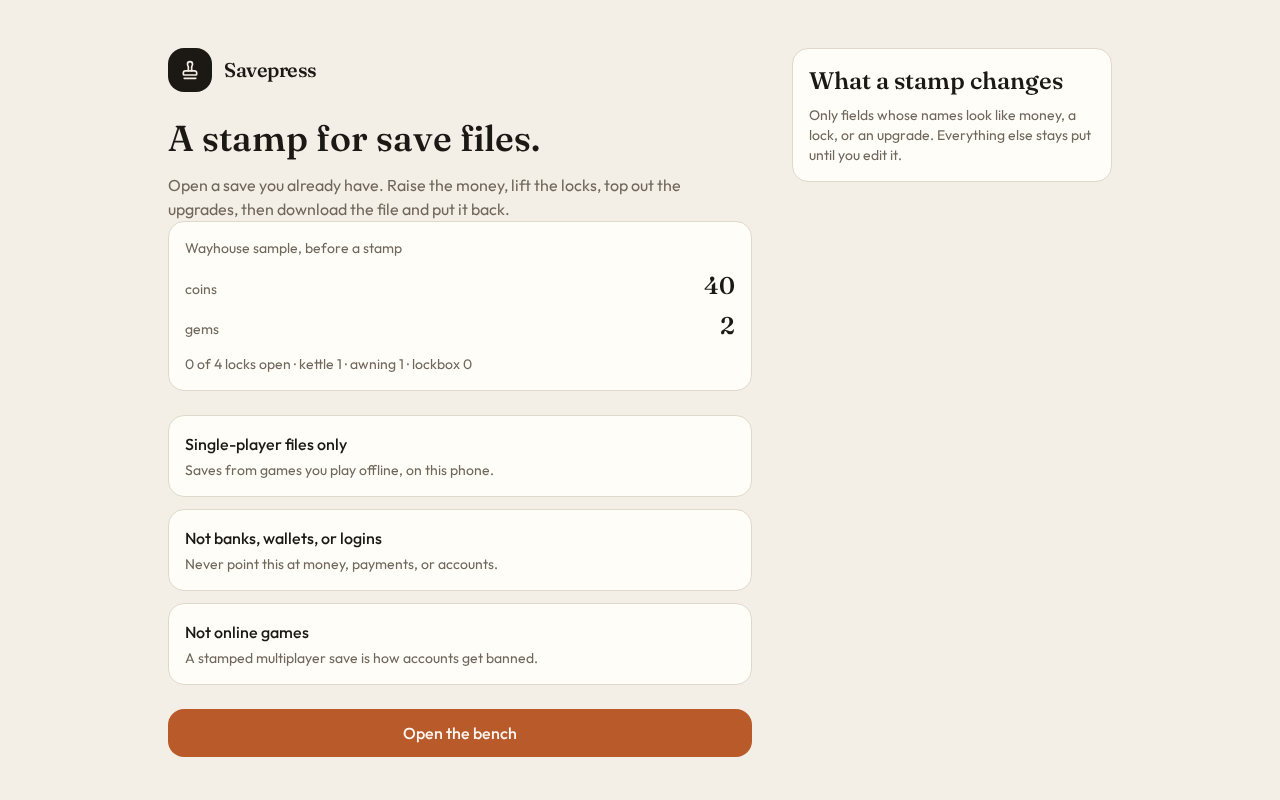 Savepress
A stamp for save files.
Open a save you already have. Raise the money, lift the locks, top out the
upgrades, then download the file and put it back.
Wayhouse sample, before a stamp
coins 40
gems 2
0 of 4 locks open · kettle 1 · awning 1 · lockbox 0
Single-player files only
Saves from games you play offline, on this phone.
Not banks, wallets, or logins
Never point this at money, payments, or accounts.
Not online games
A stamped multiplayer save is how accounts get banned.
Open the bench
What a stamp changes
Only fields whose names look like money, a
lock, or an upgrade. Everything else stays put
until you edit it.